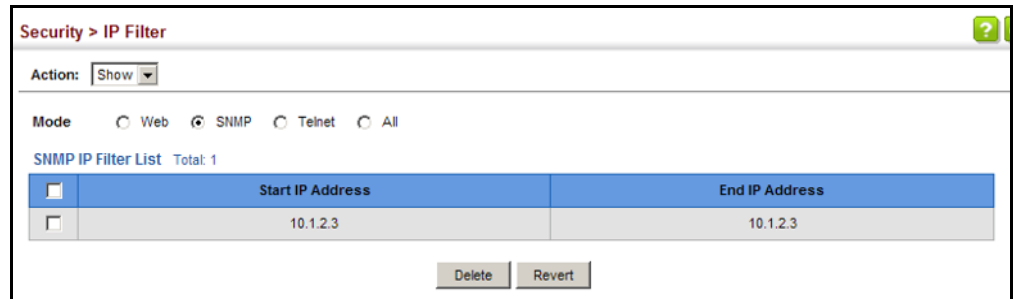 Security > IP Filter
?
Action: Show
Mode Web SNMP Telnet All
SNMP IP Filter List Total: 1
Start IP Address End IP Address
10.1.2.3 10.1.2.3
Delete Revert